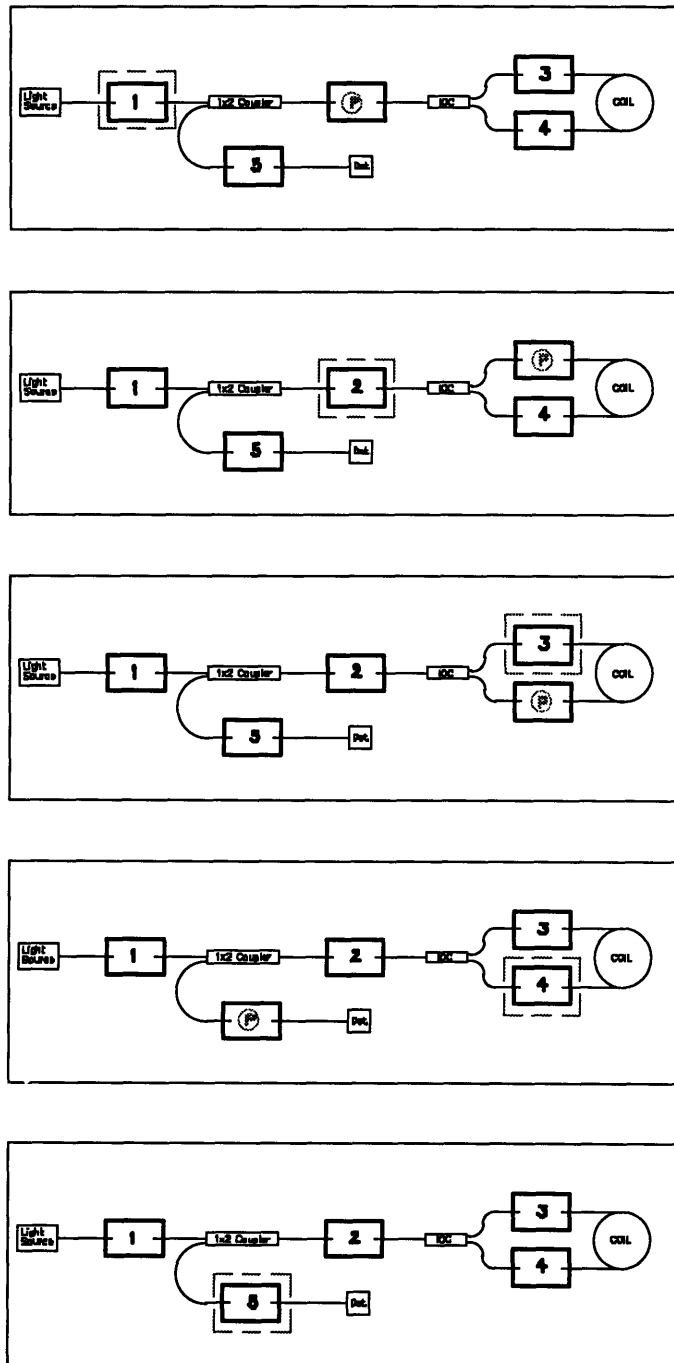 Light
Source
1
1x2 Coupler
P
IOC
3
4
COIL
5
Det.
Light
Source
1
1x2 Coupler
2
IOC
P
4
COIL
5
Det.
Light
Source
1
1x2 Coupler
2
IOC
3
P
COIL
5
Det.
Light
Source
1
1x2 Coupler
2
IOC
3
4
COIL
P
Det.
Light
Source
1
1x2 Coupler
2
IOC
3
4
COIL
5
Det.